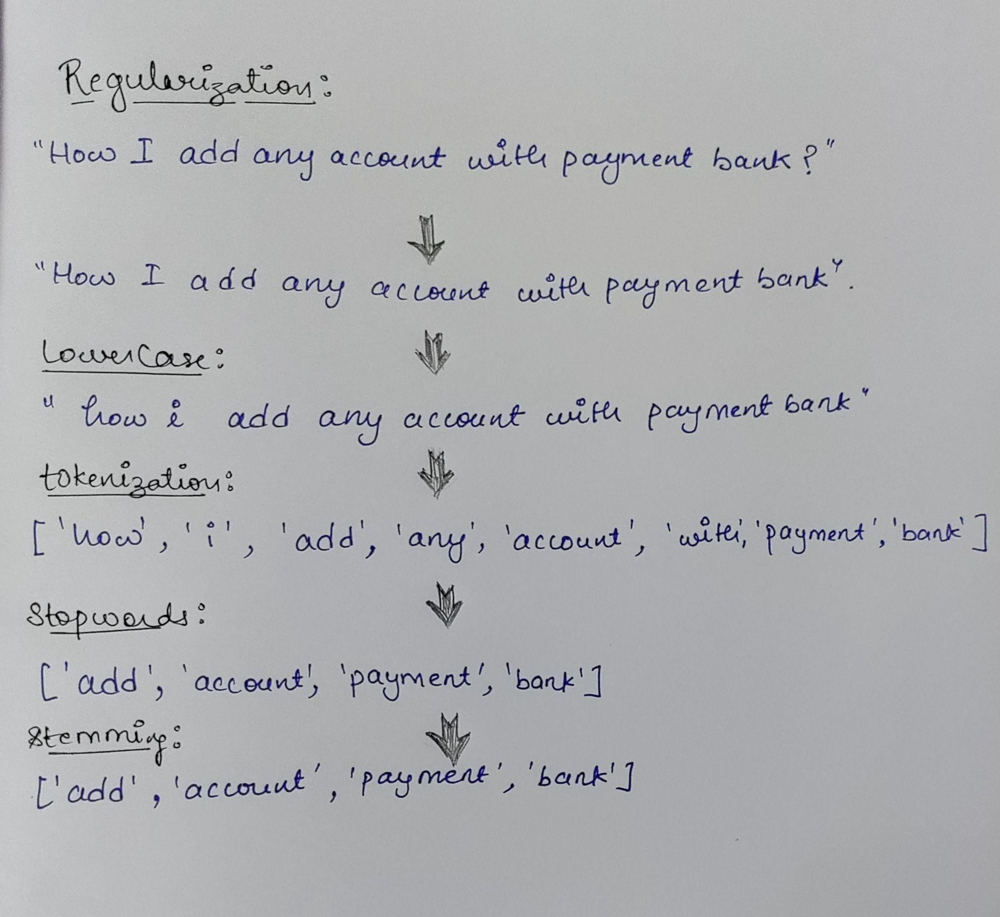 Regularization:
"How I add any account with payment bank?"
"How I add any account with payment bank".
LowerCase:
"how i add any account with payment bank"
tokenization:
['how', 'i', 'add', 'any', 'account', 'with', 'payment', 'bank']
Stopwords:
['add', 'account', 'payment', 'bank']
Stemming:
['add', 'account', 'payment', 'bank']